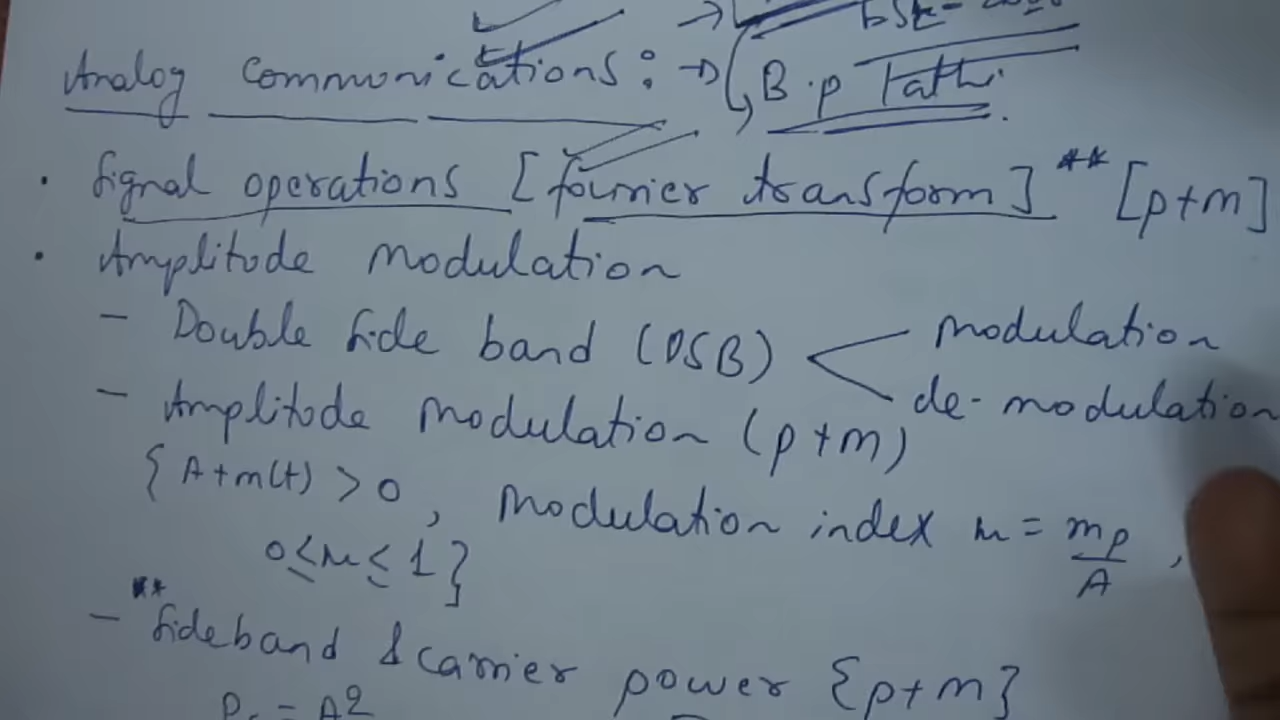 Analog Communications: → B.p Lathi.
• Signal operations [fourier transform] ** [p+m]
• Amplitude modulation
- Double side band (DSB) < modulation
de-modulation
- Amplitude modulation (p+m)
{A+m(t) > 0, modulation index μ = mp/A,
0≤μ≤1}
- ** Sideband & carrier power {p+m}